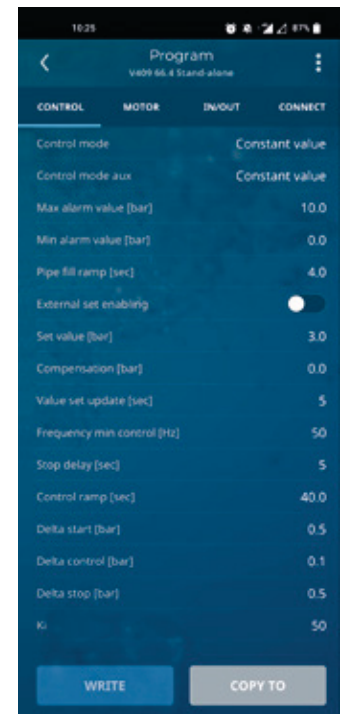 10:25
87%
Program
V409 66.4 Stand-alone
CONTROL MOTOR IN/OUT CONNECT
Control mode Constant value
Control mode aux Constant value
Max alarm value [bar] 10.0
Min alarm value [bar] 0.0
Pipe fill ramp [sec] 4.0
External set enabling
Set value [bar] 3.0
Compensation [bar] 0.0
Value set update [sec] 5
Frequency min control [Hz] 50
Stop delay [sec] 5
Control ramp [sec] 40.0
Delta start [bar] 0.5
Delta control [bar] 0.1
Delta stop [bar] 0.5
Ki 50
WRITE COPY TO